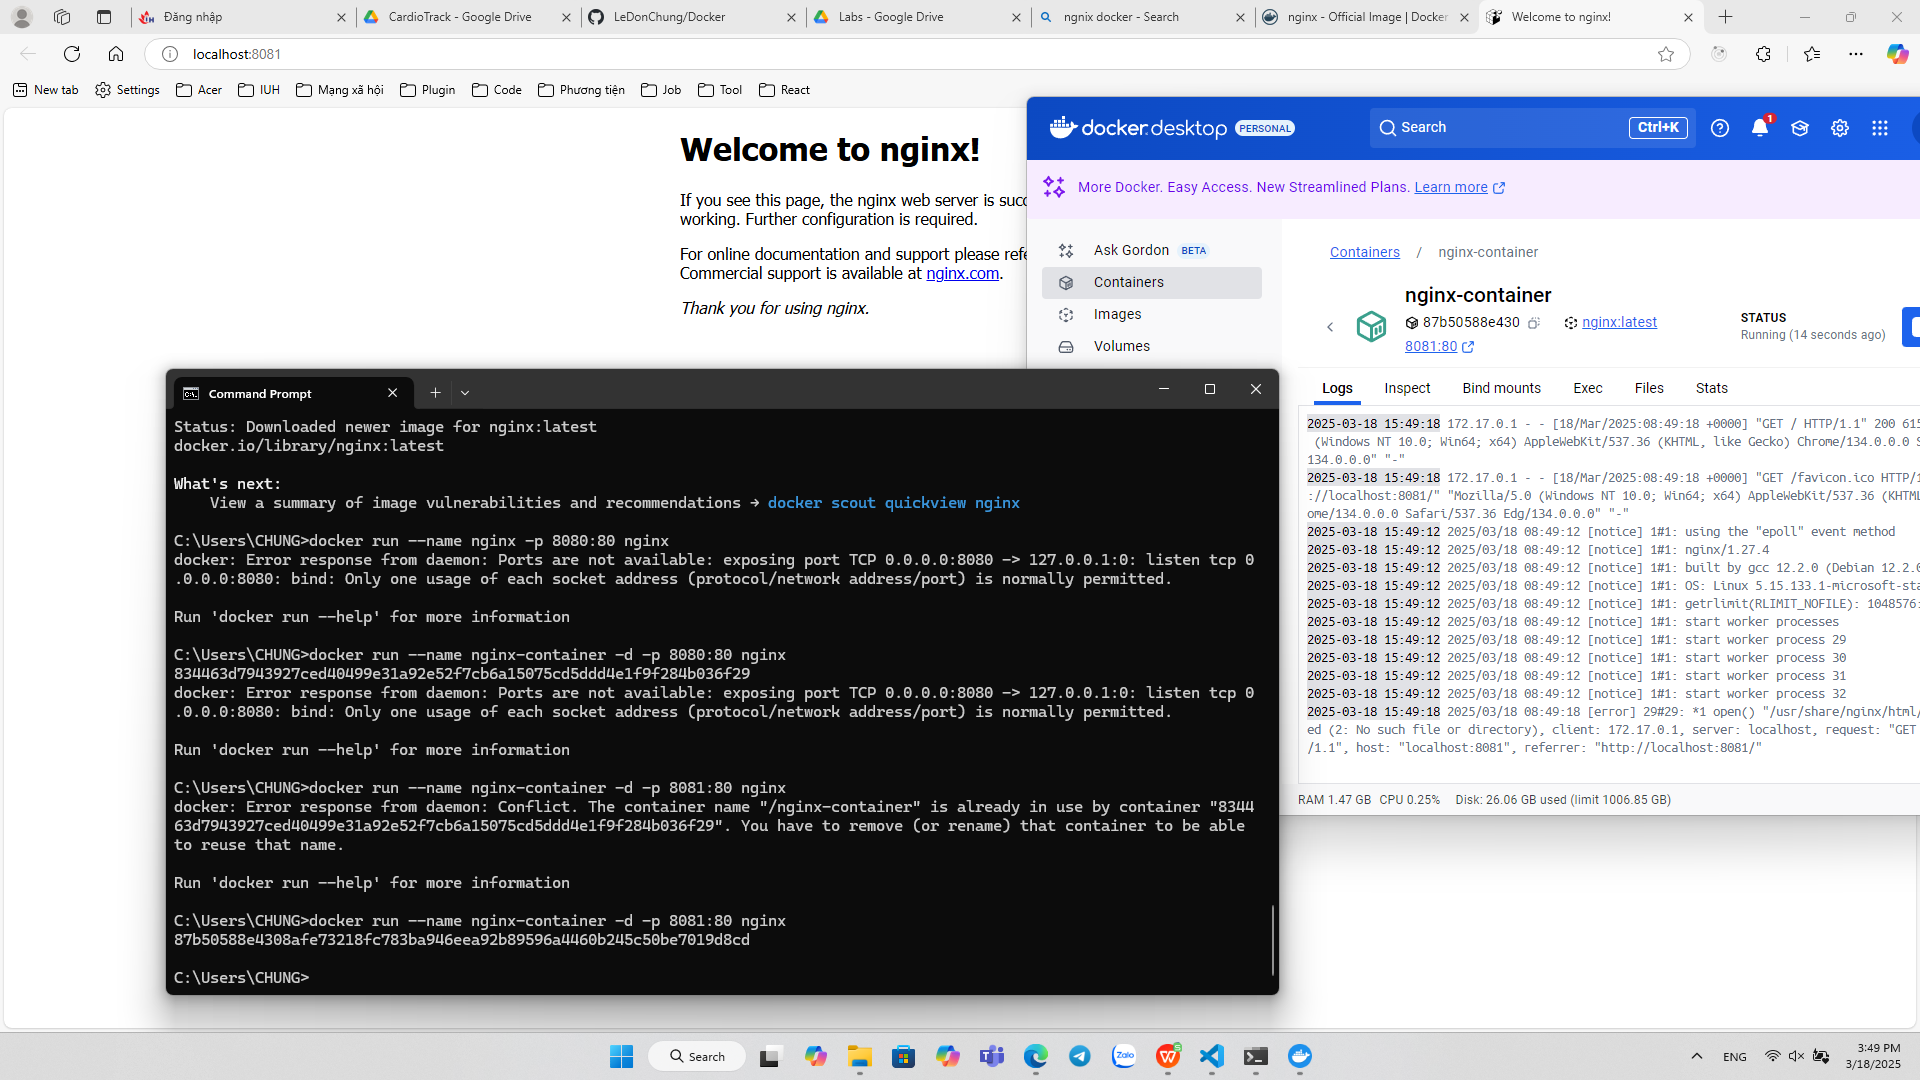 Đăng nhập
CardioTrack - Google Drive
LeDonChung/Docker
Labs - Google Drive
ngnix docker - Search
nginx - Official Image | Docker
Welcome to nginx!
localhost:8081
New tab
Settings
Acer
IUH
Mạng xã hội
Plugin
Code
Phương tiện
Job
Tool
React
Welcome to nginx!
If you see this page, the nginx web server is succ
working. Further configuration is required.
For online documentation and support please refe
Commercial support is available at nginx.com.
Thank you for using nginx.
docker.desktop PERSONAL
Search
Ctrl+K
1
More Docker. Easy Access. New Streamlined Plans. Learn more
Ask Gordon BETA
Containers
Images
Volumes
Containers / nginx-container
nginx-container
87b50588e430 nginx:latest
8081:80
STATUS
Running (14 seconds ago)
Logs Inspect Bind mounts Exec Files Stats
2025-03-18 15:49:18 172.17.0.1 - - [18/Mar/2025:08:49:18 +0000] "GET / HTTP/1.1" 200 615
(Windows NT 10.0; Win64; x64) AppleWebKit/537.36 (KHTML, like Gecko) Chrome/134.0.0.0 S
134.0.0.0" "-"
2025-03-18 15:49:18 172.17.0.1 - - [18/Mar/2025:08:49:18 +0000] "GET /favicon.ico HTTP/1
://localhost:8081/" "Mozilla/5.0 (Windows NT 10.0; Win64; x64) AppleWebKit/537.36 (KHTML
ome/134.0.0.0 Safari/537.36 Edg/134.0.0.0" "-"
2025-03-18 15:49:12 2025/03/18 08:49:12 [notice] 1#1: using the "epoll" event method
2025-03-18 15:49:12 2025/03/18 08:49:12 [notice] 1#1: nginx/1.27.4
2025-03-18 15:49:12 2025/03/18 08:49:12 [notice] 1#1: built by gcc 12.2.0 (Debian 12.2.0
2025-03-18 15:49:12 2025/03/18 08:49:12 [notice] 1#1: OS: Linux 5.15.133.1-microsoft-sta
2025-03-18 15:49:12 2025/03/18 08:49:12 [notice] 1#1: getrlimit(RLIMIT_NOFILE): 1048576:
2025-03-18 15:49:12 2025/03/18 08:49:12 [notice] 1#1: start worker processes
2025-03-18 15:49:12 2025/03/18 08:49:12 [notice] 1#1: start worker process 29
2025-03-18 15:49:12 2025/03/18 08:49:12 [notice] 1#1: start worker process 30
2025-03-18 15:49:12 2025/03/18 08:49:12 [notice] 1#1: start worker process 31
2025-03-18 15:49:12 2025/03/18 08:49:12 [notice] 1#1: start worker process 32
2025-03-18 15:49:18 2025/03/18 08:49:18 [error] 29#29: *1 open() "/usr/share/nginx/html/
ed (2: No such file or directory), client: 172.17.0.1, server: localhost, request: "GET
/1.1", host: "localhost:8081", referrer: "http://localhost:8081/"
RAM 1.47 GB CPU 0.25% Disk: 26.06 GB used (limit 1006.85 GB)
Command Prompt
Status: Downloaded newer image for nginx:latest
docker.io/library/nginx:latest
What's next:
View a summary of image vulnerabilities and recommendations → docker scout quickview nginx
C:\Users\CHUNG>docker run --name nginx -p 8080:80 nginx
docker: Error response from daemon: Ports are not available: exposing port TCP 0.0.0.0:8080 -> 127.0.0.1:0: listen tcp 0
.0.0.0:8080: bind: Only one usage of each socket address (protocol/network address/port) is normally permitted.
Run 'docker run --help' for more information
C:\Users\CHUNG>docker run --name nginx-container -d -p 8080:80 nginx
834463d7943927ced40499e31a92e52f7cb6a15075cd5ddd4e1f9f284b036f29
docker: Error response from daemon: Ports are not available: exposing port TCP 0.0.0.0:8080 -> 127.0.0.1:0: listen tcp 0
.0.0.0:8080: bind: Only one usage of each socket address (protocol/network address/port) is normally permitted.
Run 'docker run --help' for more information
C:\Users\CHUNG>docker run --name nginx-container -d -p 8081:80 nginx
docker: Error response from daemon: Conflict. The container name "/nginx-container" is already in use by container "8344
63d7943927ced40499e31a92e52f7cb6a15075cd5ddd4e1f9f284b036f29". You have to remove (or rename) that container to be able
to reuse that name.
Run 'docker run --help' for more information
C:\Users\CHUNG>docker run --name nginx-container -d -p 8081:80 nginx
87b50588e4308afe73218fc783ba946eea92b89596a4460b245c50be7019d8cd
C:\Users\CHUNG>
Search
Zalo
ENG
3:49 PM
3/18/2025